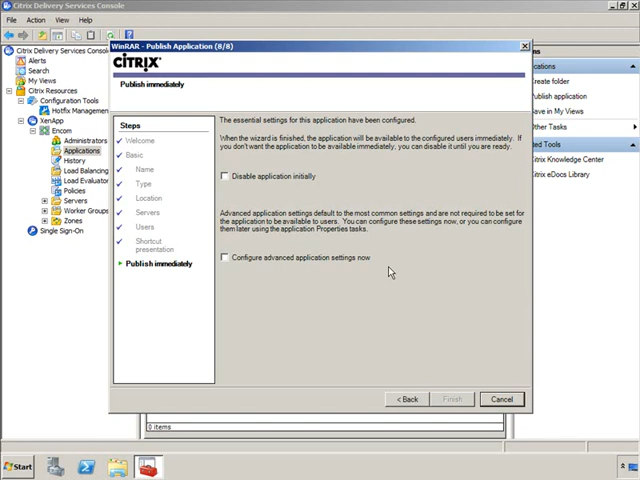 Citrix Delivery Services Console
File Action View Help
Citrix Delivery Services Consol
Alerts
Search
My Views
Citrix Resources
Configuration Tools
Hotfix Managemen
XenApp
Encom
Administrators
Applications
History
Load Balancing
Load Evaluator
Policies
Servers
Worker Groups
Zones
Single Sign-On
WinRAR - Publish Application (8/8)
CITRIX
Publish immediately
Steps
Welcome
Basic
Name
Type
Location
Servers
Users
Shortcut
presentation
Publish immediately
The essential settings for this application have been configured.
When the wizard is finished, the application will be available to the configured users immediately. If
you don't want the application to be available immediately, you can disable it until you are ready.
Disable application initially
Advanced application settings default to the most common settings and are not required to be set for
the application to be available to users. You can configure these settings now, or you can configure
them later using the application Properties tasks.
Configure advanced application settings now
< Back Finish Cancel
0 items
ns
ications
Create folder
Publish application
Save in My Views
Other Tasks
ted Tools
Citrix Knowledge Center
Citrix eDocs Library
Start